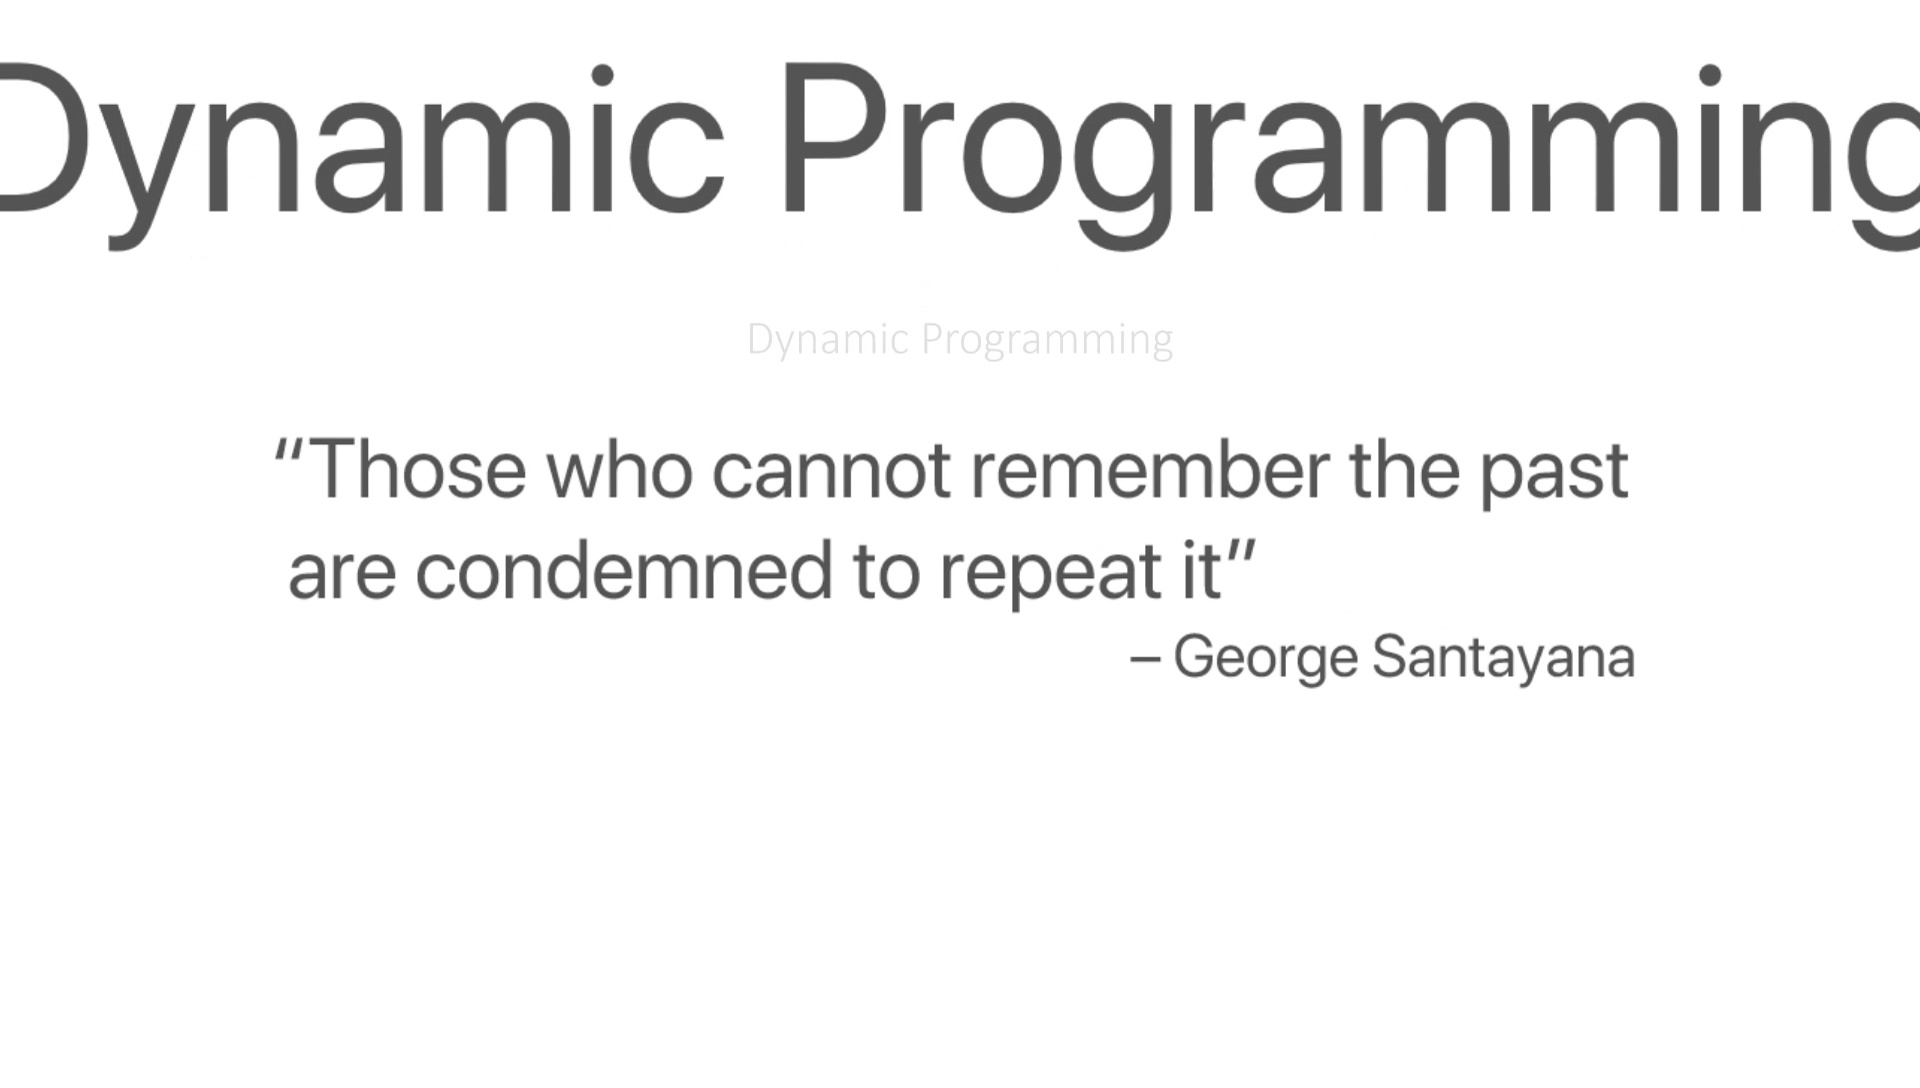 Dynamic Programming
Dynamic Programming
“Those who cannot remember the past
are condemned to repeat it”
– George Santayana